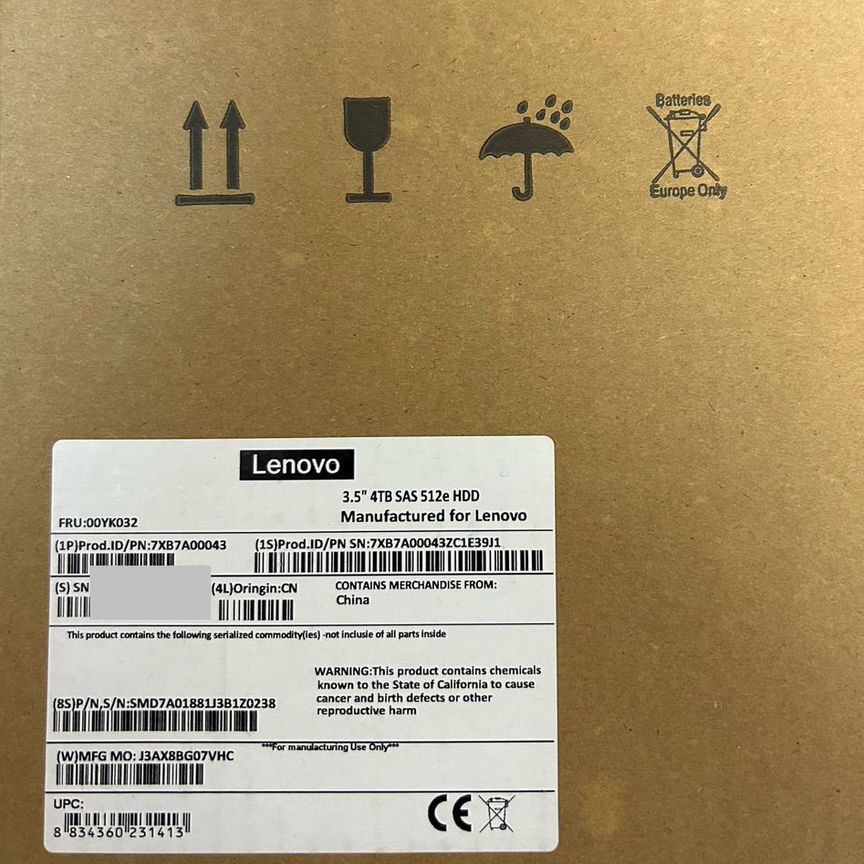 Batteries
Europe Only
Lenovo
3.5" 4TB SAS 512e HDD
FRU:00YK032
Manufactured for Lenovo
(1P)Prod.ID/PN:7XB7A00043
(1S)Prod.ID/PN SN:7XB7A00043ZC1E39J1
(S) SN
(4L)Oringin:CN
CONTAINS MERCHANDISE FROM:
China
This product contains the following serialized commodity(ies) -not inclusie of all parts inside
WARNING:This product contains chemicals
known to the State of California to cause
cancer and birth defects or other
reproductive harm
(8S)P/N,S/N:SMD7A01881J3B1Z0238
***For manufacturing Use Only***
(W)MFG MO: J3AX8BG07VHC
UPC:
8 834360 231413
CE